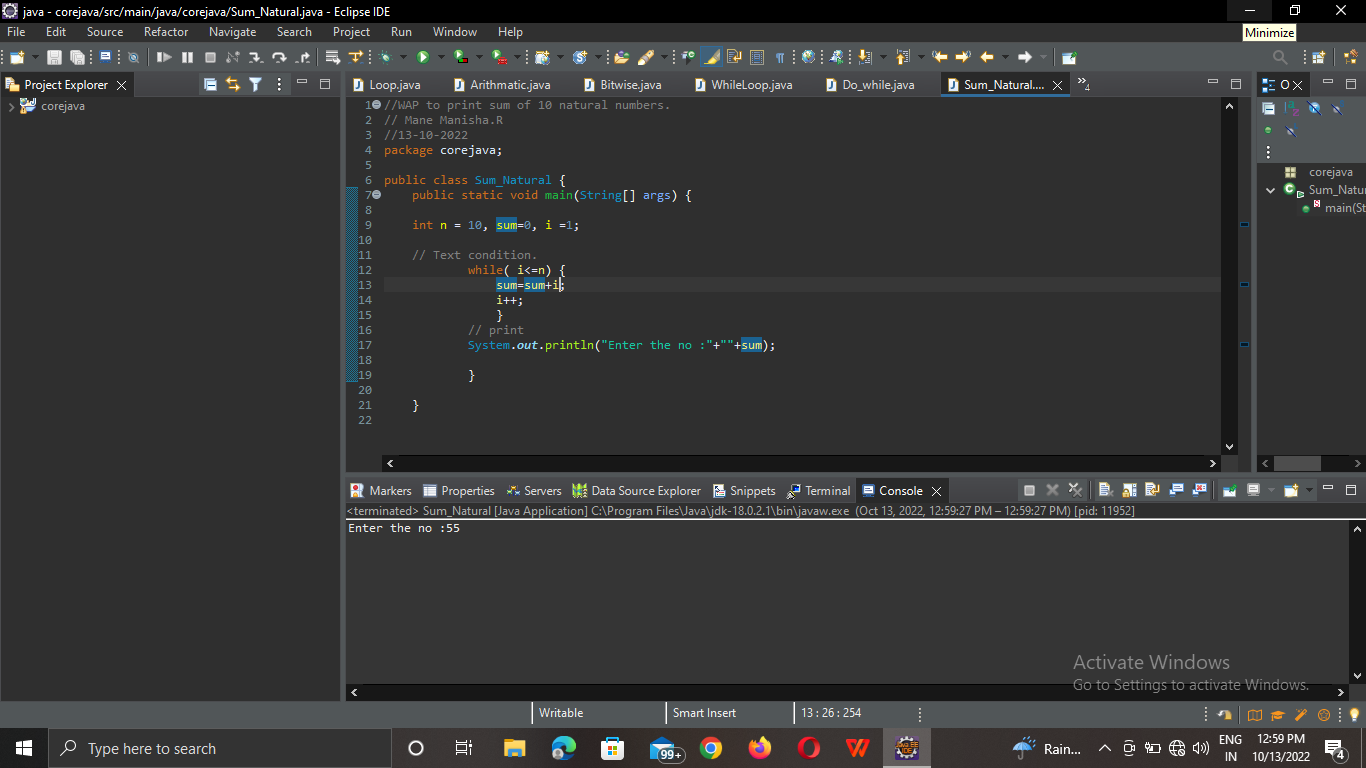 java - corejava/src/main/java/corejava/Sum_Natural.java - Eclipse IDE
File Edit Source Refactor Navigate Search Project Run Window Help
Minimize
Project Explorer
corejava
Loop.java Arithmatic.java Bitwise.java WhileLoop.java Do_while.java Sum_Natural.... »4
1 //WAP to print sum of 10 natural numbers.
2 // Mane Manisha.R
3 //13-10-2022
4 package corejava;
5
6 public class Sum_Natural {
7 public static void main(String[] args) {
8
9 int n = 10, sum=0, i =1;
10
11 // Text condition.
12 while( i<=n) {
13 sum=sum+i;
14 i++;
15 }
16 // print
17 System.out.println("Enter the no :"+""+sum);
18
19 }
20
21 }
22
O
corejava
Sum_Natur
main(St
Markers Properties Servers Data Source Explorer Snippets Terminal Console
<terminated> Sum_Natural [Java Application] C:\Program Files\Java\jdk-18.0.2.1\bin\javaw.exe (Oct 13, 2022, 12:59:27 PM – 12:59:27 PM) [pid: 11952]
Enter the no :55
Activate Windows
Go to Settings to activate Windows.
Writable Smart Insert 13 : 26 : 254
Type here to search
99+
JAVA EE
IDE
Rain...
ENG
IN
12:59 PM
10/13/2022
4